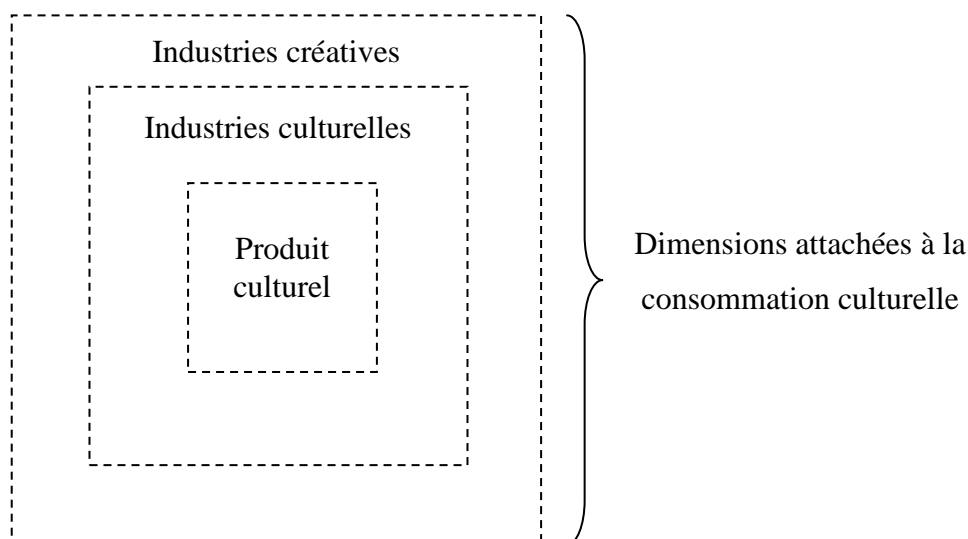 Industries créatives
Industries culturelles
Produit
culturel
Dimensions attachées à la
consommation culturelle